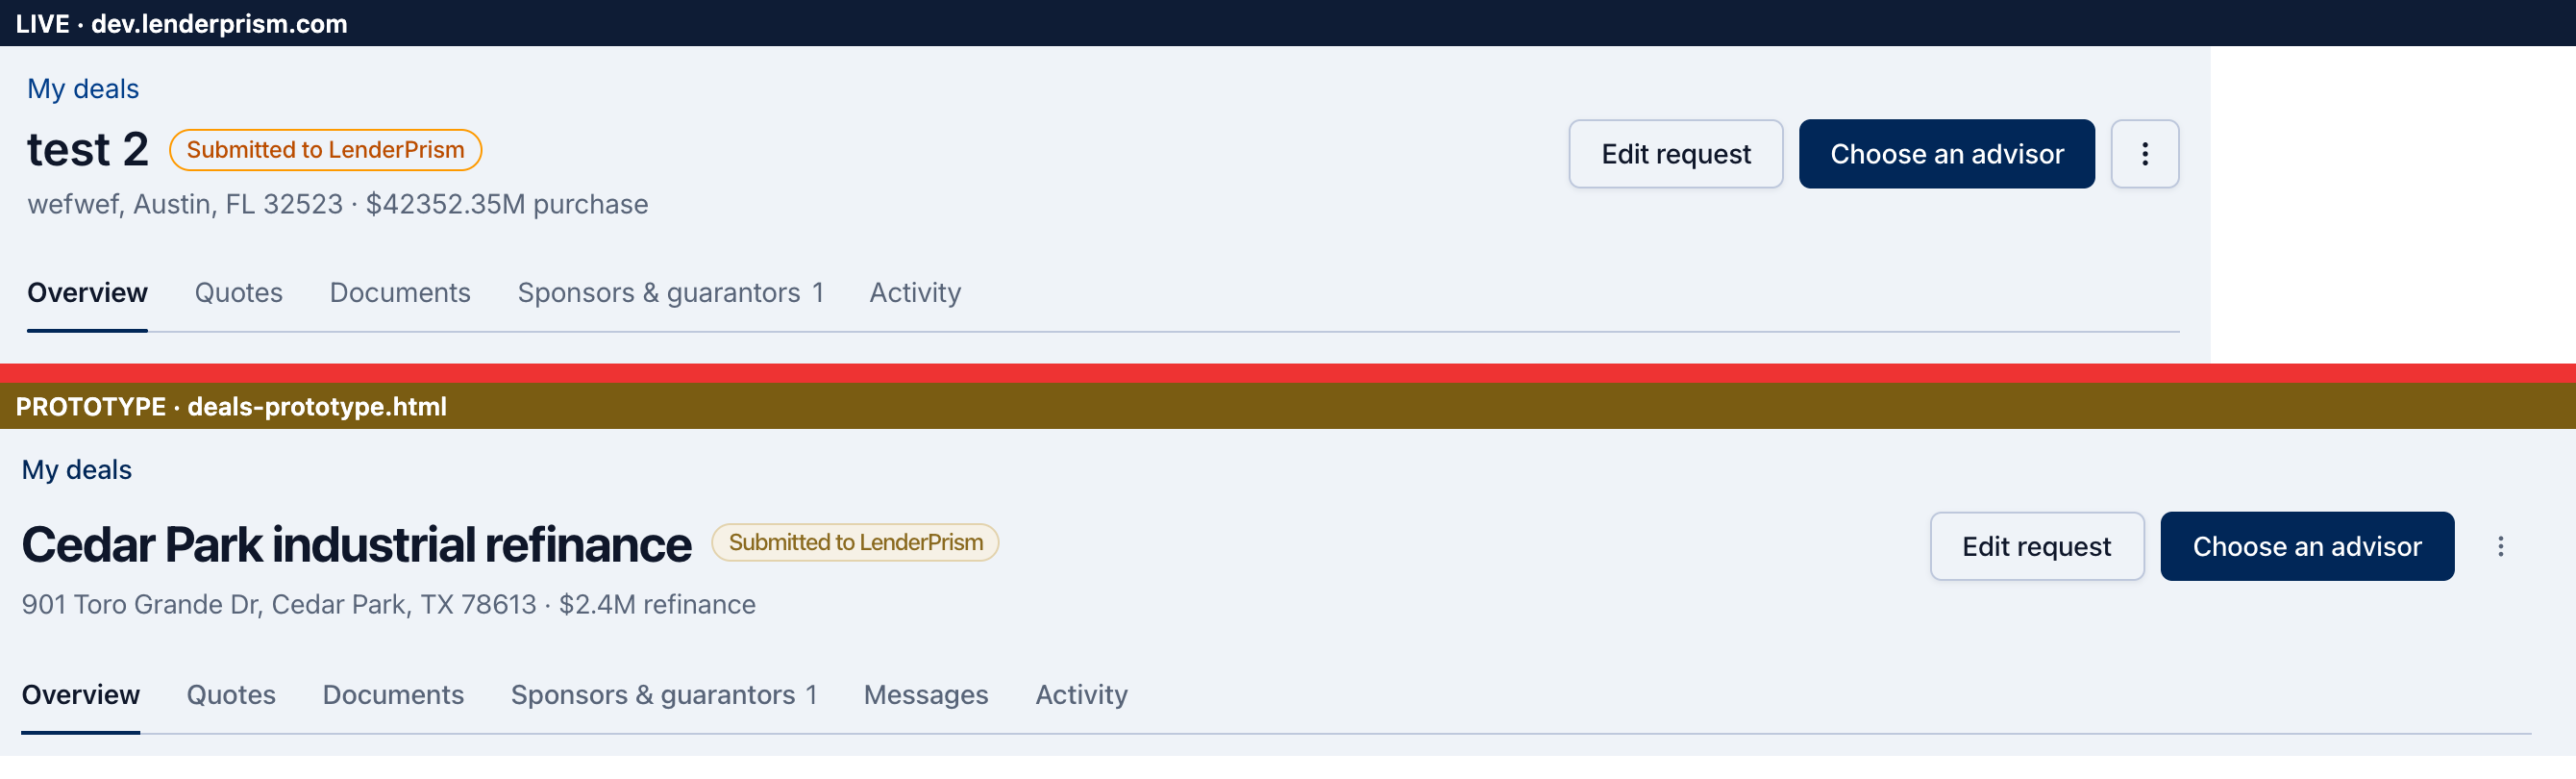 LIVE · dev.lenderprism.com
My deals
test 2 Submitted to LenderPrism Edit request Choose an advisor
wefwef, Austin, FL 32523 · $42352.35M purchase
Overview Quotes Documents Sponsors & guarantors 1 Activity
PROTOTYPE · deals-prototype.html
My deals
Cedar Park industrial refinance Submitted to LenderPrism Edit request Choose an advisor
901 Toro Grande Dr, Cedar Park, TX 78613 · $2.4M refinance
Overview Quotes Documents Sponsors & guarantors 1 Messages Activity